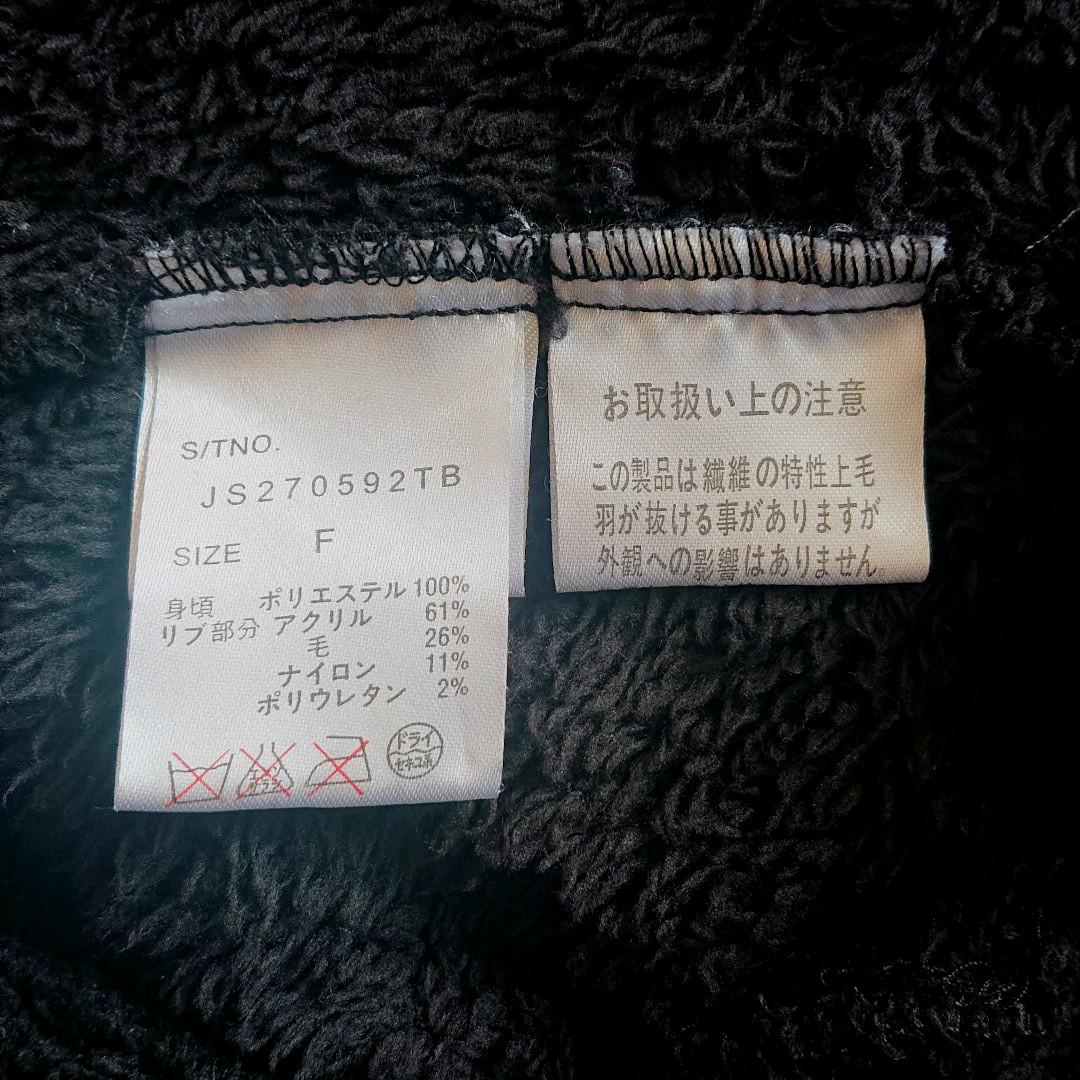 S/TNO.
JS270592TB
SIZE F
身頃 ポリエステル 100%
リブ部分 アクリル 61%
毛 26%
ナイロン 11%
ポリウレタン 2%
ドライ
セキユ系
お取扱い上の注意
この製品は繊維の特性上毛
羽が抜ける事がありますが
外観への影響はありません。